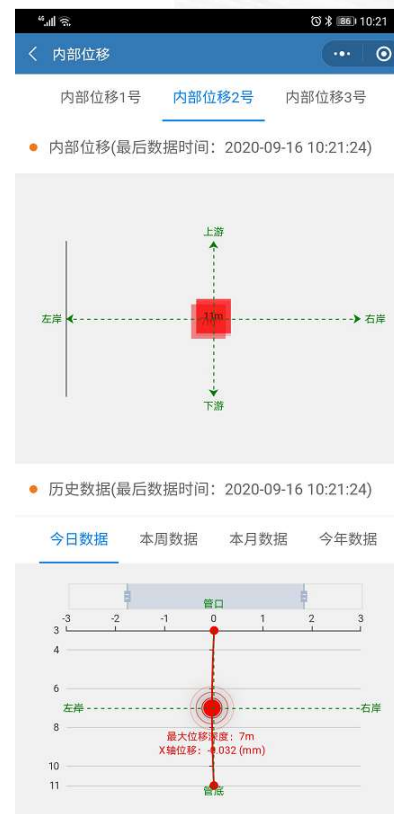 46 86 10:21
内部位移
内部位移1号 内部位移2号 内部位移3号
内部位移(最后数据时间：2020-09-16 10:21:24)
上游
左岸 11m 右岸
下游
历史数据(最后数据时间：2020-09-16 10:21:24)
今日数据 本周数据 本月数据 今年数据
管口
-3 -2 -1 0 1 2 3
3
4
6
左岸 右岸
8
最大位移深度：7m
X轴位移：-0.032 (mm)
10
11
管底